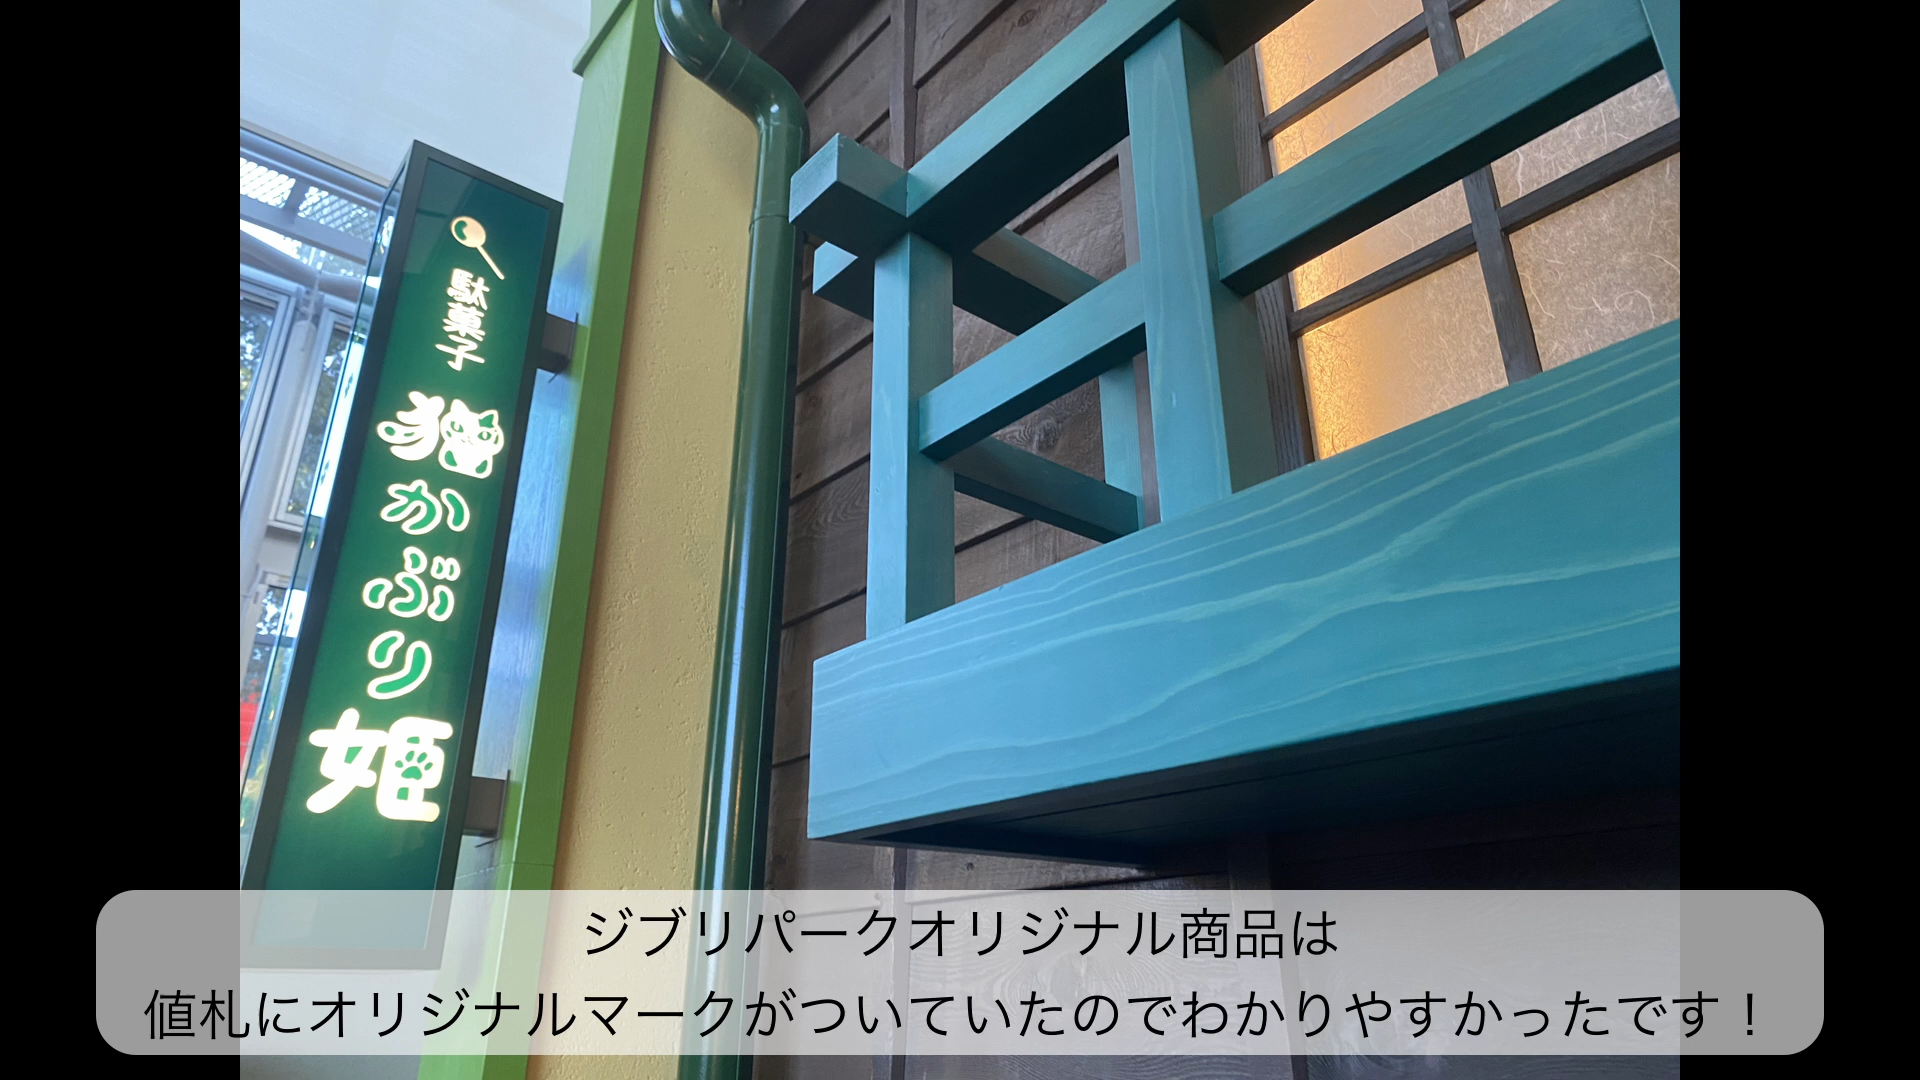 駄菓子
猫かぶり姫
ジブリパークオリジナル商品は
値札にオリジナルマークがついていたのでわかりやすかったです！